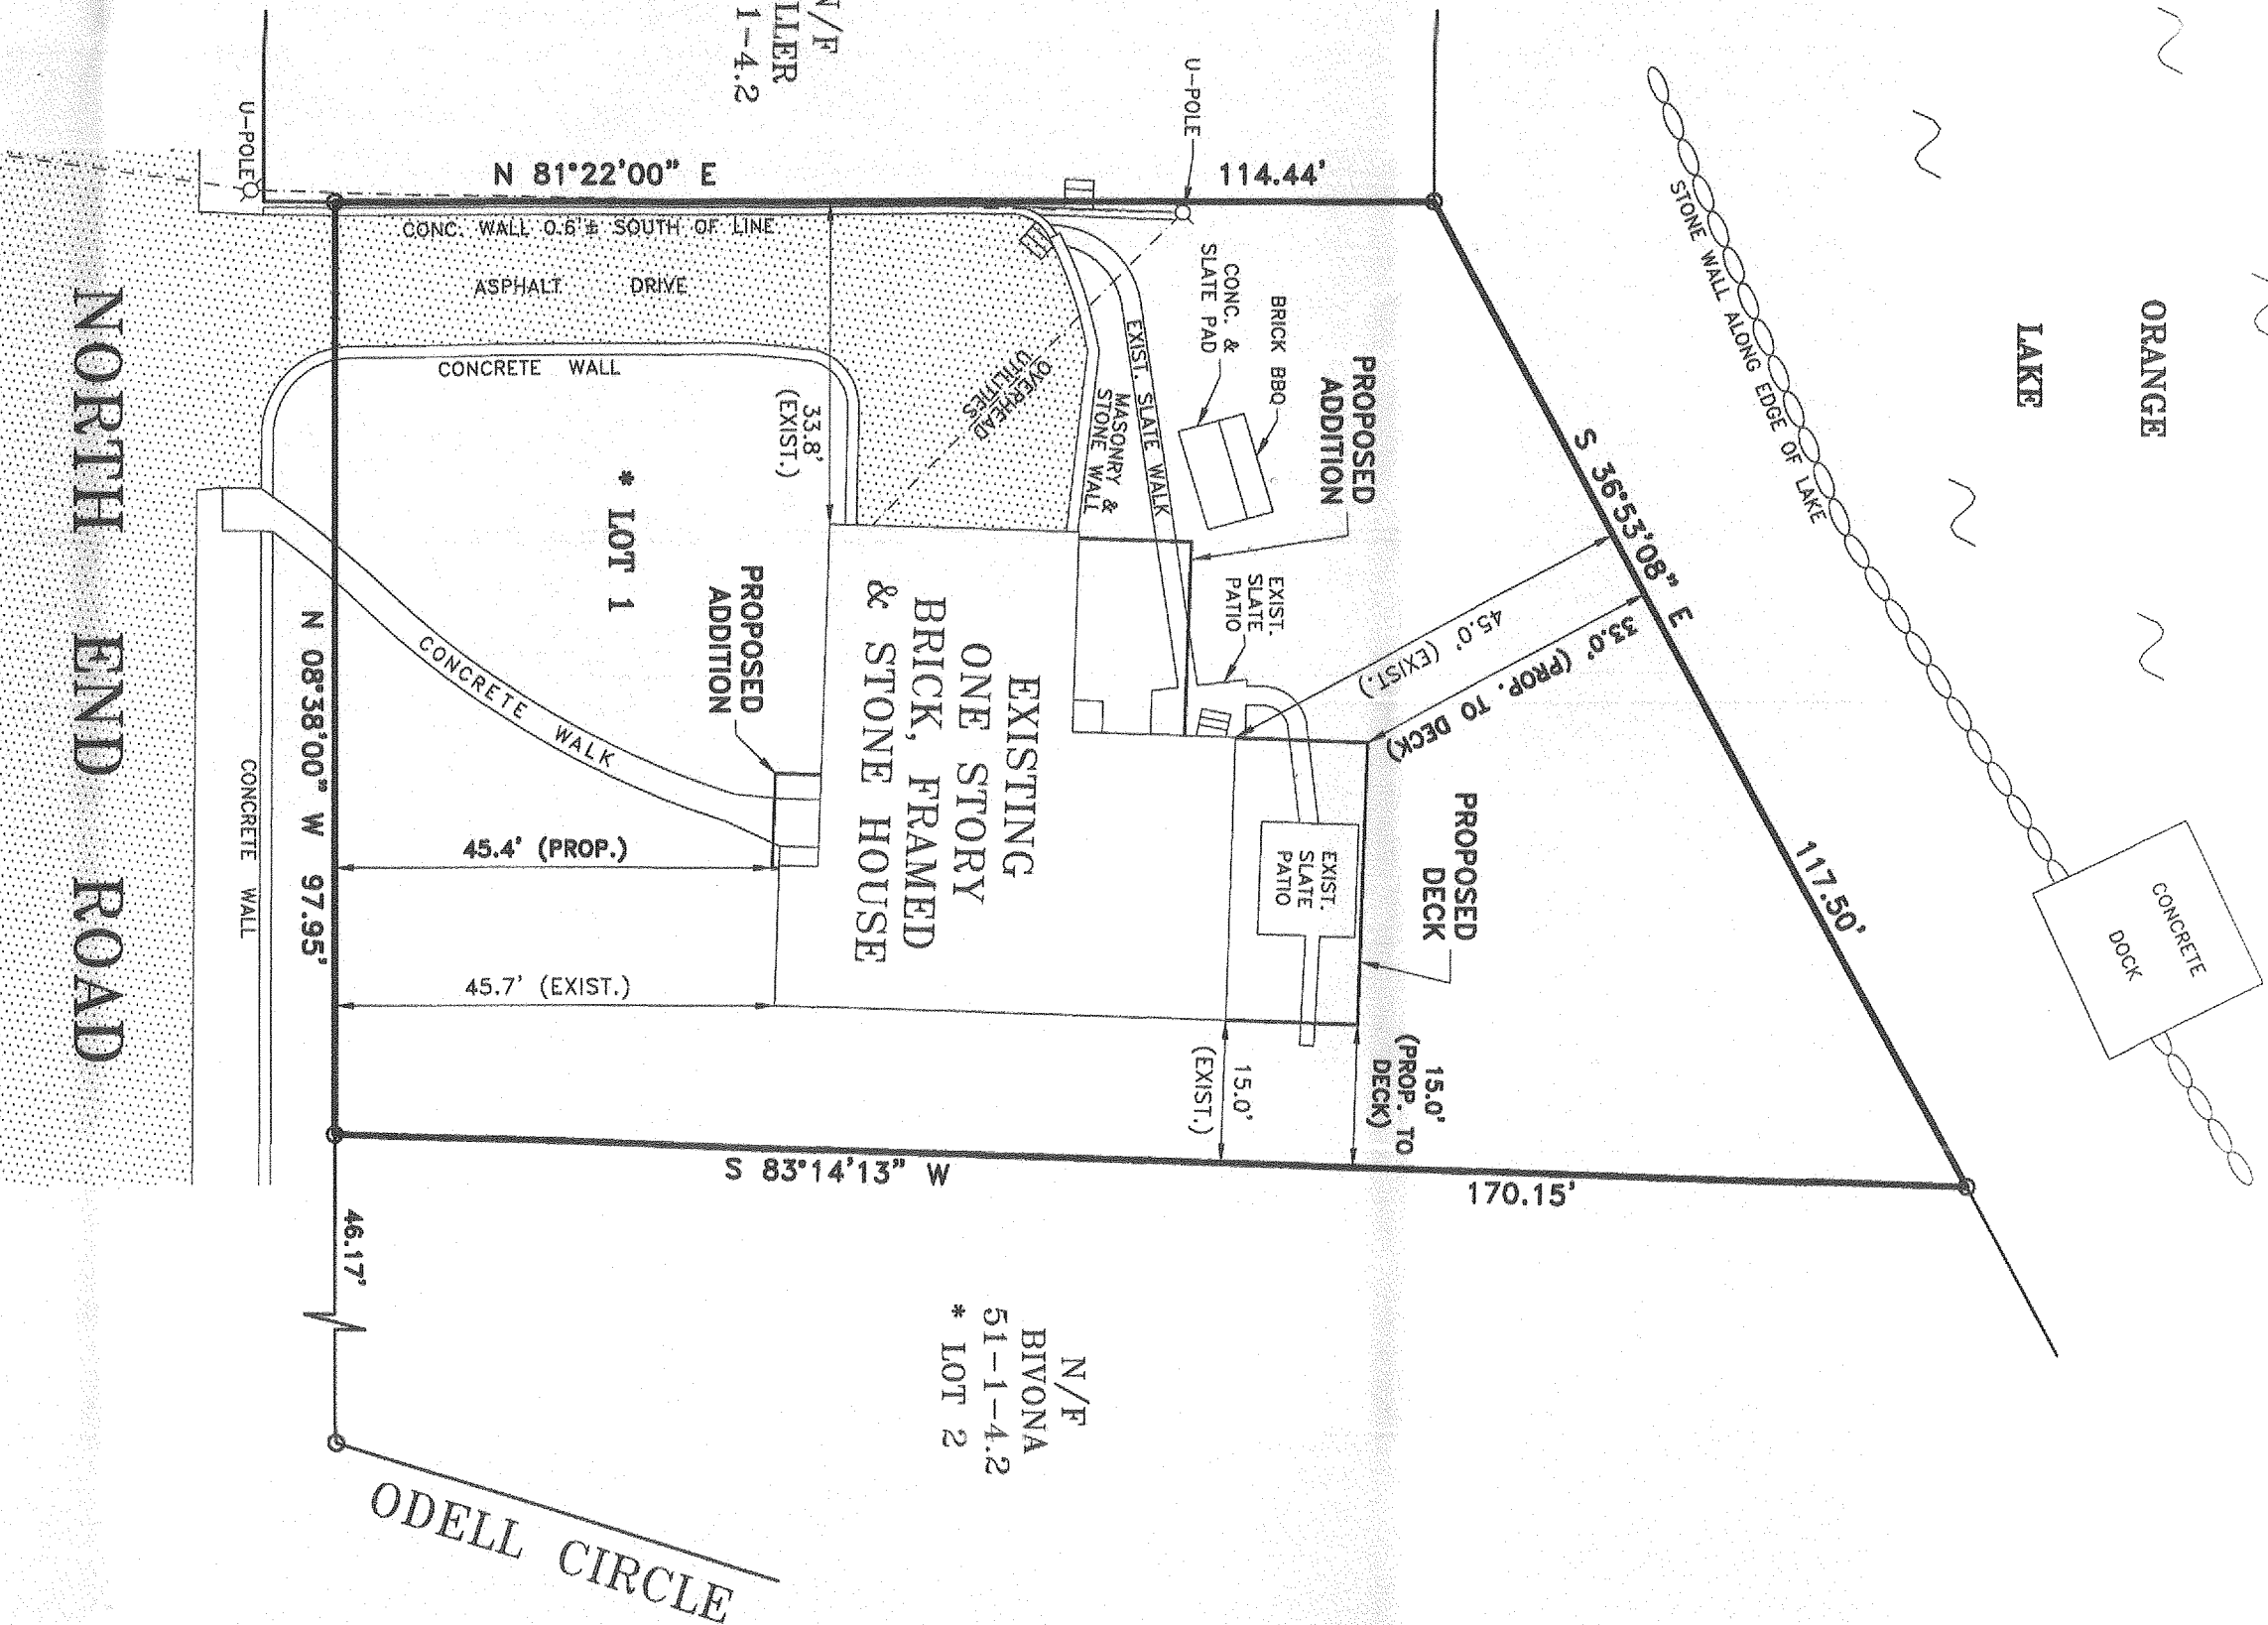 N/F
1-4.2
U-POLE
U-POLE
N 81°22'00" E
114.44'
CONC. WALL 0.6'± SOUTH OF LINE
ASPHALT DRIVE
CONCRETE WALL
OVERHEAD
UTILITIES
33.8'
(EXIST.)
EXIST. SLATE WALK
MASONRY &
STONE WALL
CONC. &
SLATE PAD
BRICK BBQ
PROPOSED
ADDITION
ORANGE
LAKE
STONE WALL ALONG EDGE OF LAKE
S 36°53'08" E
117.50'
45.0' (EXIST.)
33.0' (PROP. TO DECK)
* LOT 1
PROPOSED
ADDITION
EXISTING
ONE STORY
BRICK, FRAMED
& STONE HOUSE
EXIST.
SLATE
PATIO
EXIST.
SLATE
PATIO
PROPOSED
DECK
CONCRETE
DOCK
CONCRETE WALK
N 08°38'00" W 97.95'
CONCRETE WALL
NORTH END ROAD
45.4' (PROP.)
45.7' (EXIST.)
15.0'
(EXIST.)
15.0'
(PROP. TO
DECK)
S 83°14'13" W
170.15'
46.17'
N/F
BIVONA
51-1-4.2
* LOT 2
ODELL CIRCLE